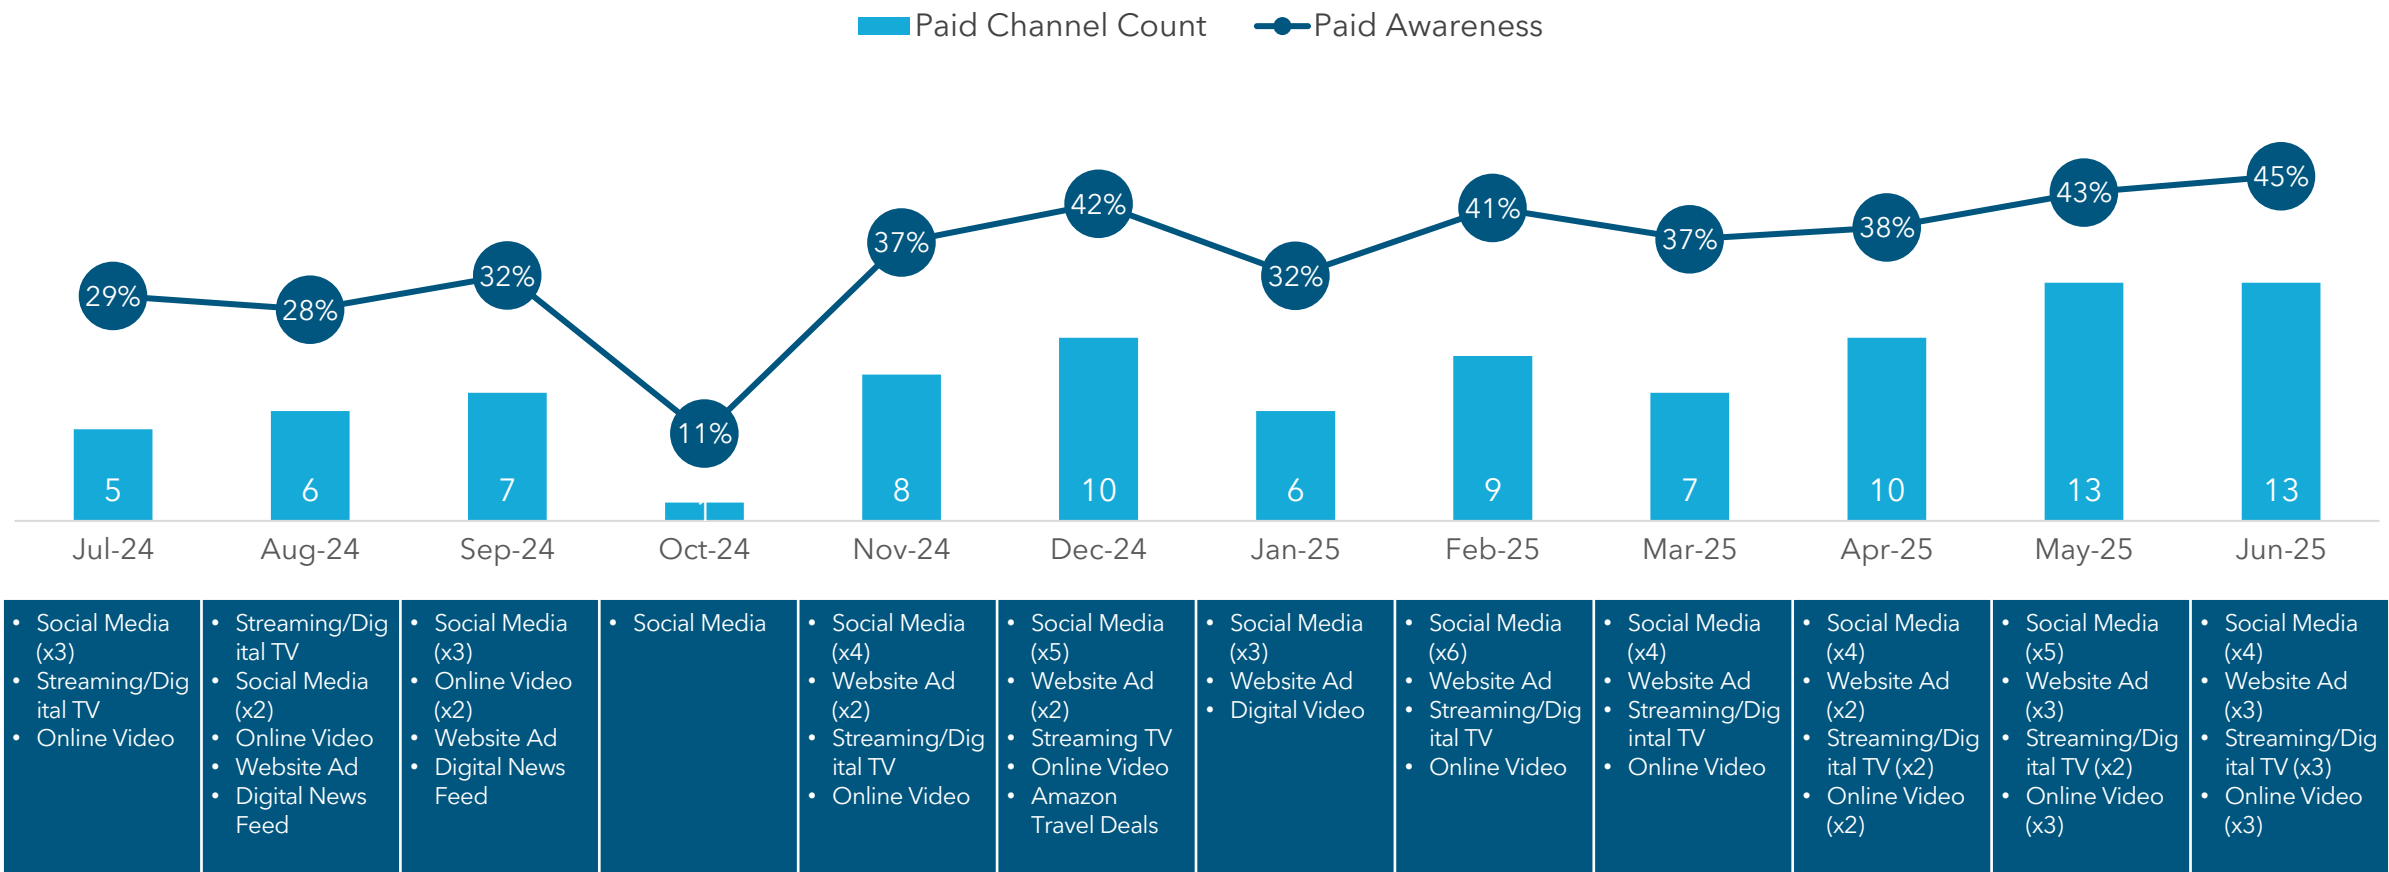 Paid Channel Count
Paid Awareness
29%
28%
32%
11%
37%
42%
32%
41%
37%
38%
43%
45%
5
6
7
1
8
10
6
9
7
10
13
13
Jul-24
Aug-24
Sep-24
Oct-24
Nov-24
Dec-24
Jan-25
Feb-25
Mar-25
Apr-25
May-25
Jun-25
• Social Media
(x3)
• Streaming/Dig
ital TV
• Online Video
• Streaming/Dig
ital TV
• Social Media
(x2)
• Online Video
• Website Ad
• Digital News
Feed
• Social Media
(x3)
• Online Video
(x2)
• Website Ad
• Digital News
Feed
• Social Media
• Social Media
(x4)
• Website Ad
(x2)
• Streaming/Dig
ital TV
• Online Video
• Social Media
(x5)
• Website Ad
(x2)
• Streaming TV
• Online Video
• Amazon
Travel Deals
• Social Media
(x3)
• Website Ad
• Digital Video
• Social Media
(x6)
• Website Ad
• Streaming/Dig
ital TV
• Online Video
• Social Media
(x4)
• Website Ad
• Streaming/Dig
intal TV
• Online Video
• Social Media
(x4)
• Website Ad
(x2)
• Streaming/Dig
ital TV (x2)
• Online Video
(x2)
• Social Media
(x5)
• Website Ad
(x3)
• Streaming/Dig
ital TV (x2)
• Online Video
(x3)
• Social Media
(x4)
• Website Ad
(x3)
• Streaming/Dig
ital TV (x3)
• Online Video
(x3)